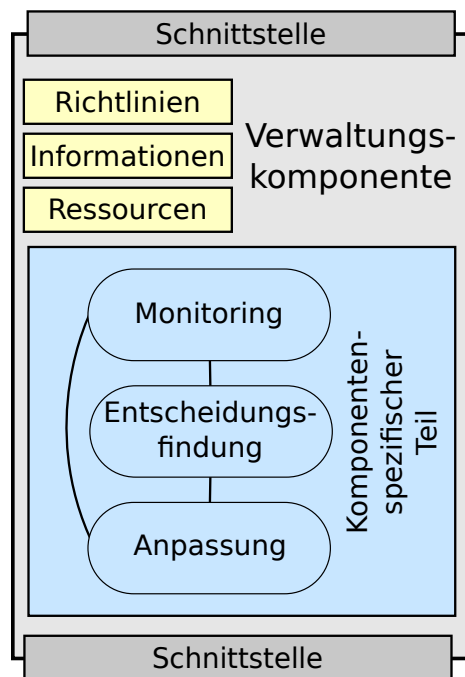 Schnittstelle
Richtlinien
Informationen
Ressourcen
Verwaltungs-
komponente
Monitoring
Entscheidungs-
findung
Anpassung
Komponenten-
spezifischer
Teil
Schnittstelle